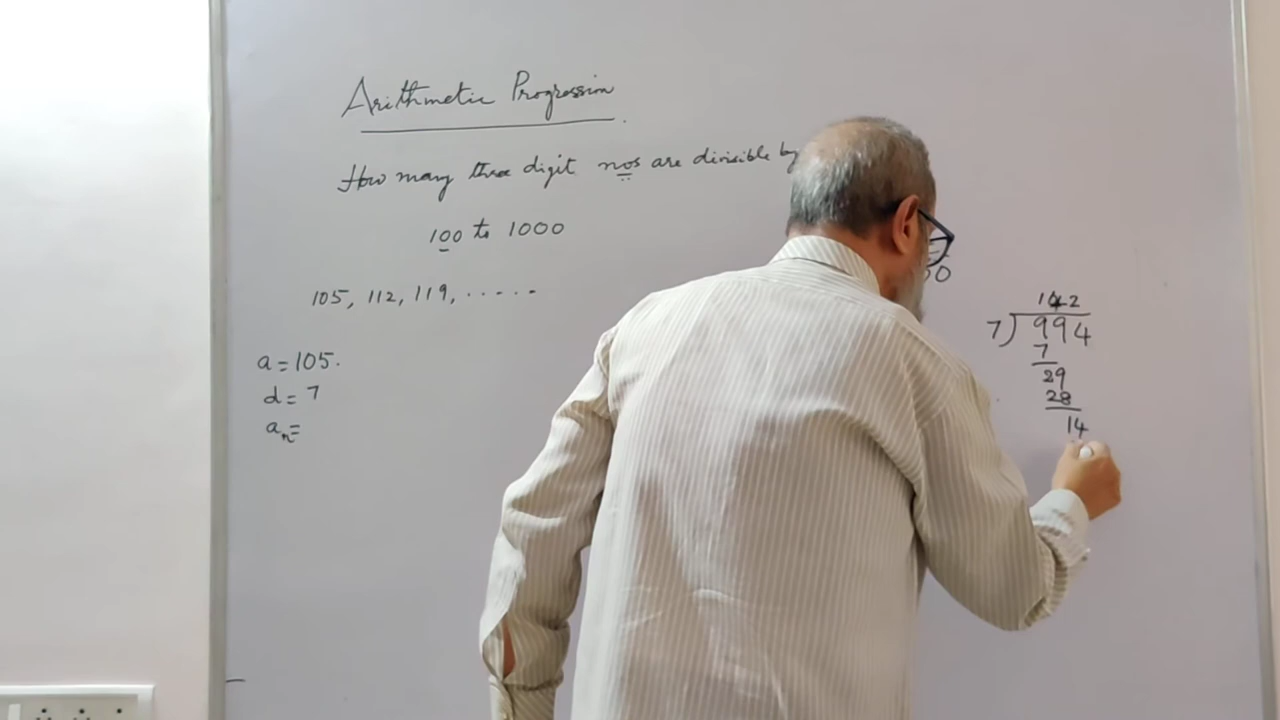 Arithmetic Progression
How many three digit nos are divisible by
100 to 1000
105, 112, 119, ......
a = 105.
d = 7
aₙ =
142
7) 994
7
29
28
14